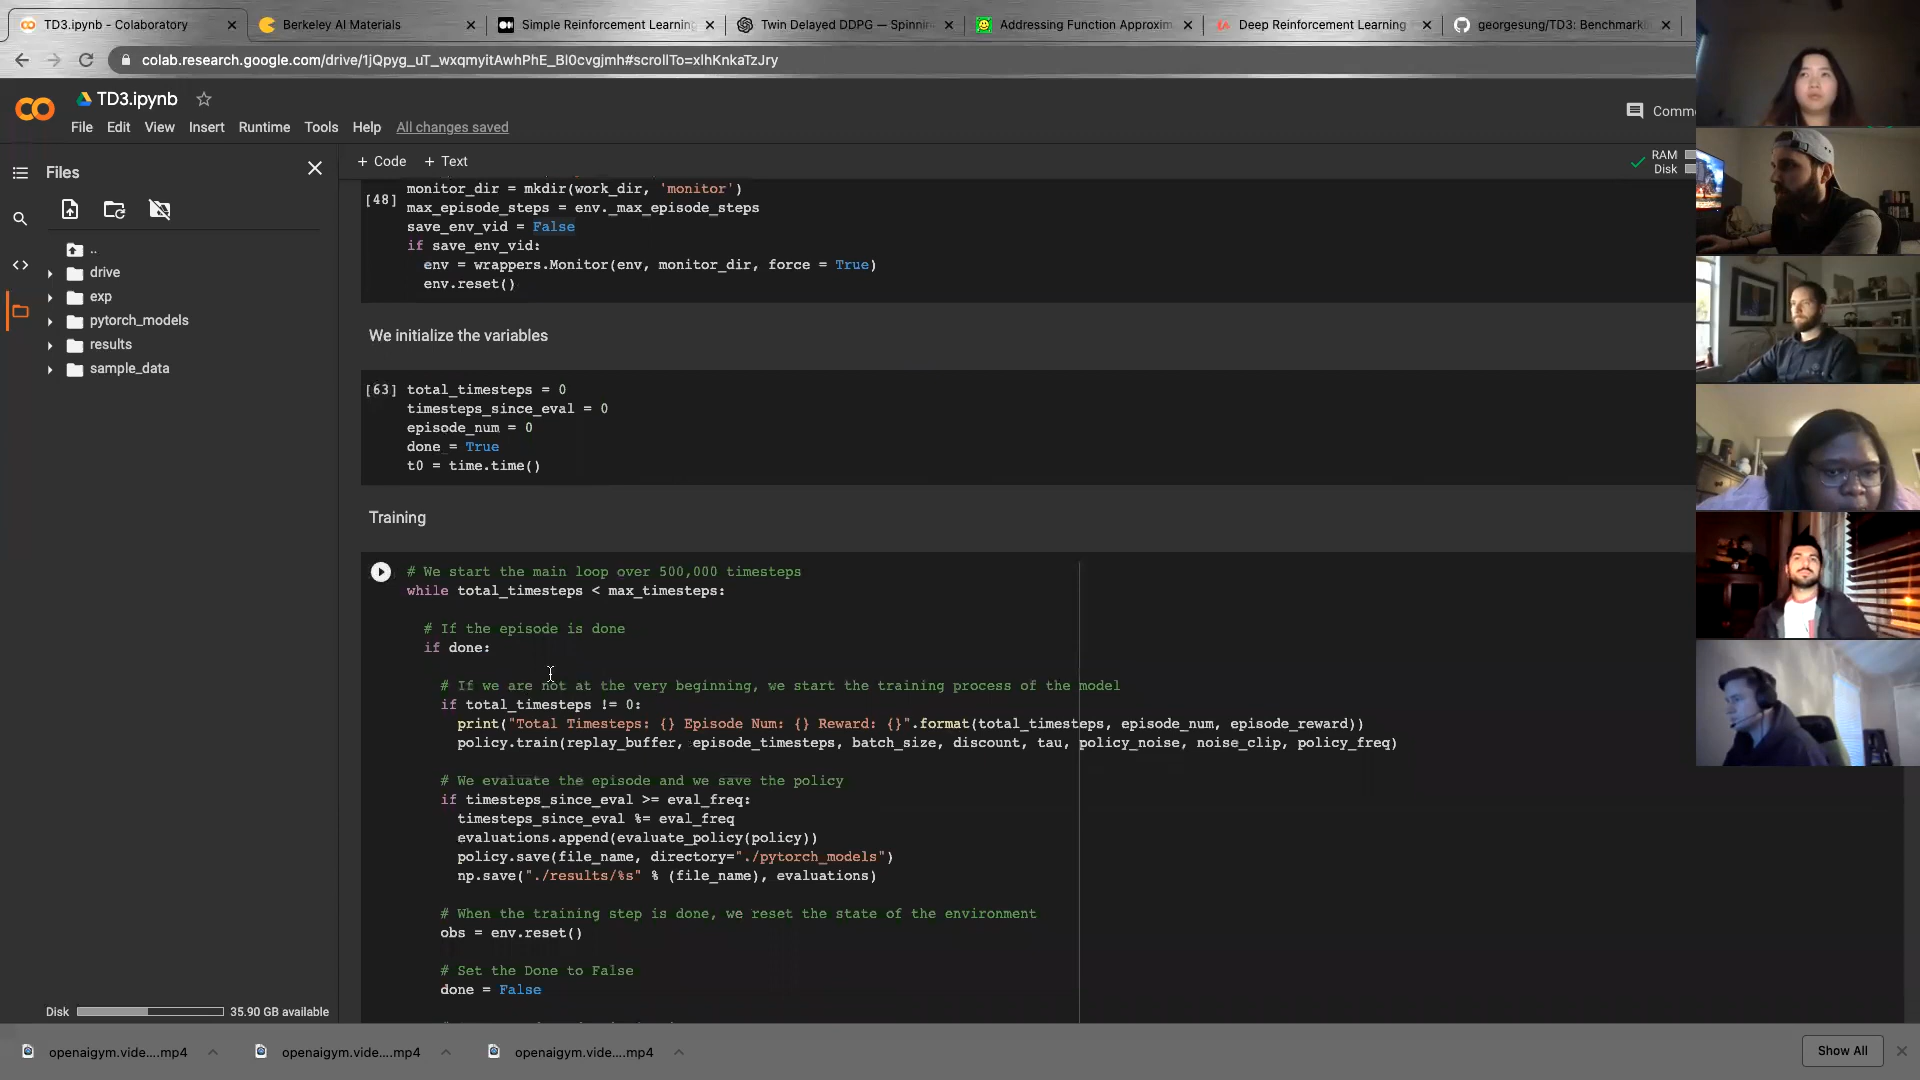 TD3.ipynb - Colaboratory
Berkeley AI Materials
Simple Reinforcement Learning
Twin Delayed DDPG — Spinnin
Addressing Function Approxim
Deep Reinforcement Learning
georgesung/TD3: Benchmark
colab.research.google.com/drive/1jQpyg_uT_wxqmyitAwhPhE_Bl0cvgjmh#scrollTo=xlhKnkaTzJry
TD3.ipynb
Comme
File Edit View Insert Runtime Tools Help All changes saved
Files
+ Code + Text
RAM
Disk
..
drive
exp
pytorch_models
results
sample_data
Disk 35.90 GB available
monitor_dir = mkdir(work_dir, 'monitor')
[48]
max_episode_steps = env._max_episode_steps
save_env_vid = False
if save_env_vid:
env = wrappers.Monitor(env, monitor_dir, force = True)
env.reset()
We initialize the variables
[63] total_timesteps = 0
timesteps_since_eval = 0
episode_num = 0
done = True
t0 = time.time()
Training
# We start the main loop over 500,000 timesteps
while total_timesteps < max_timesteps:
# If the episode is done
if done:
# If we are not at the very beginning, we start the training process of the model
if total_timesteps != 0:
print("Total Timesteps: {} Episode Num: {} Reward: {}".format(total_timesteps, episode_num, episode_reward))
policy.train(replay_buffer, episode_timesteps, batch_size, discount, tau, policy_noise, noise_clip, policy_freq)
# We evaluate the episode and we save the policy
if timesteps_since_eval >= eval_freq:
timesteps_since_eval %= eval_freq
evaluations.append(evaluate_policy(policy))
policy.save(file_name, directory="./pytorch_models")
np.save("./results/%s" % (file_name), evaluations)
# When the training step is done, we reset the state of the environment
obs = env.reset()
# Set the Done to False
done = False
openaigym.vide....mp4
openaigym.vide....mp4
openaigym.vide....mp4
Show All